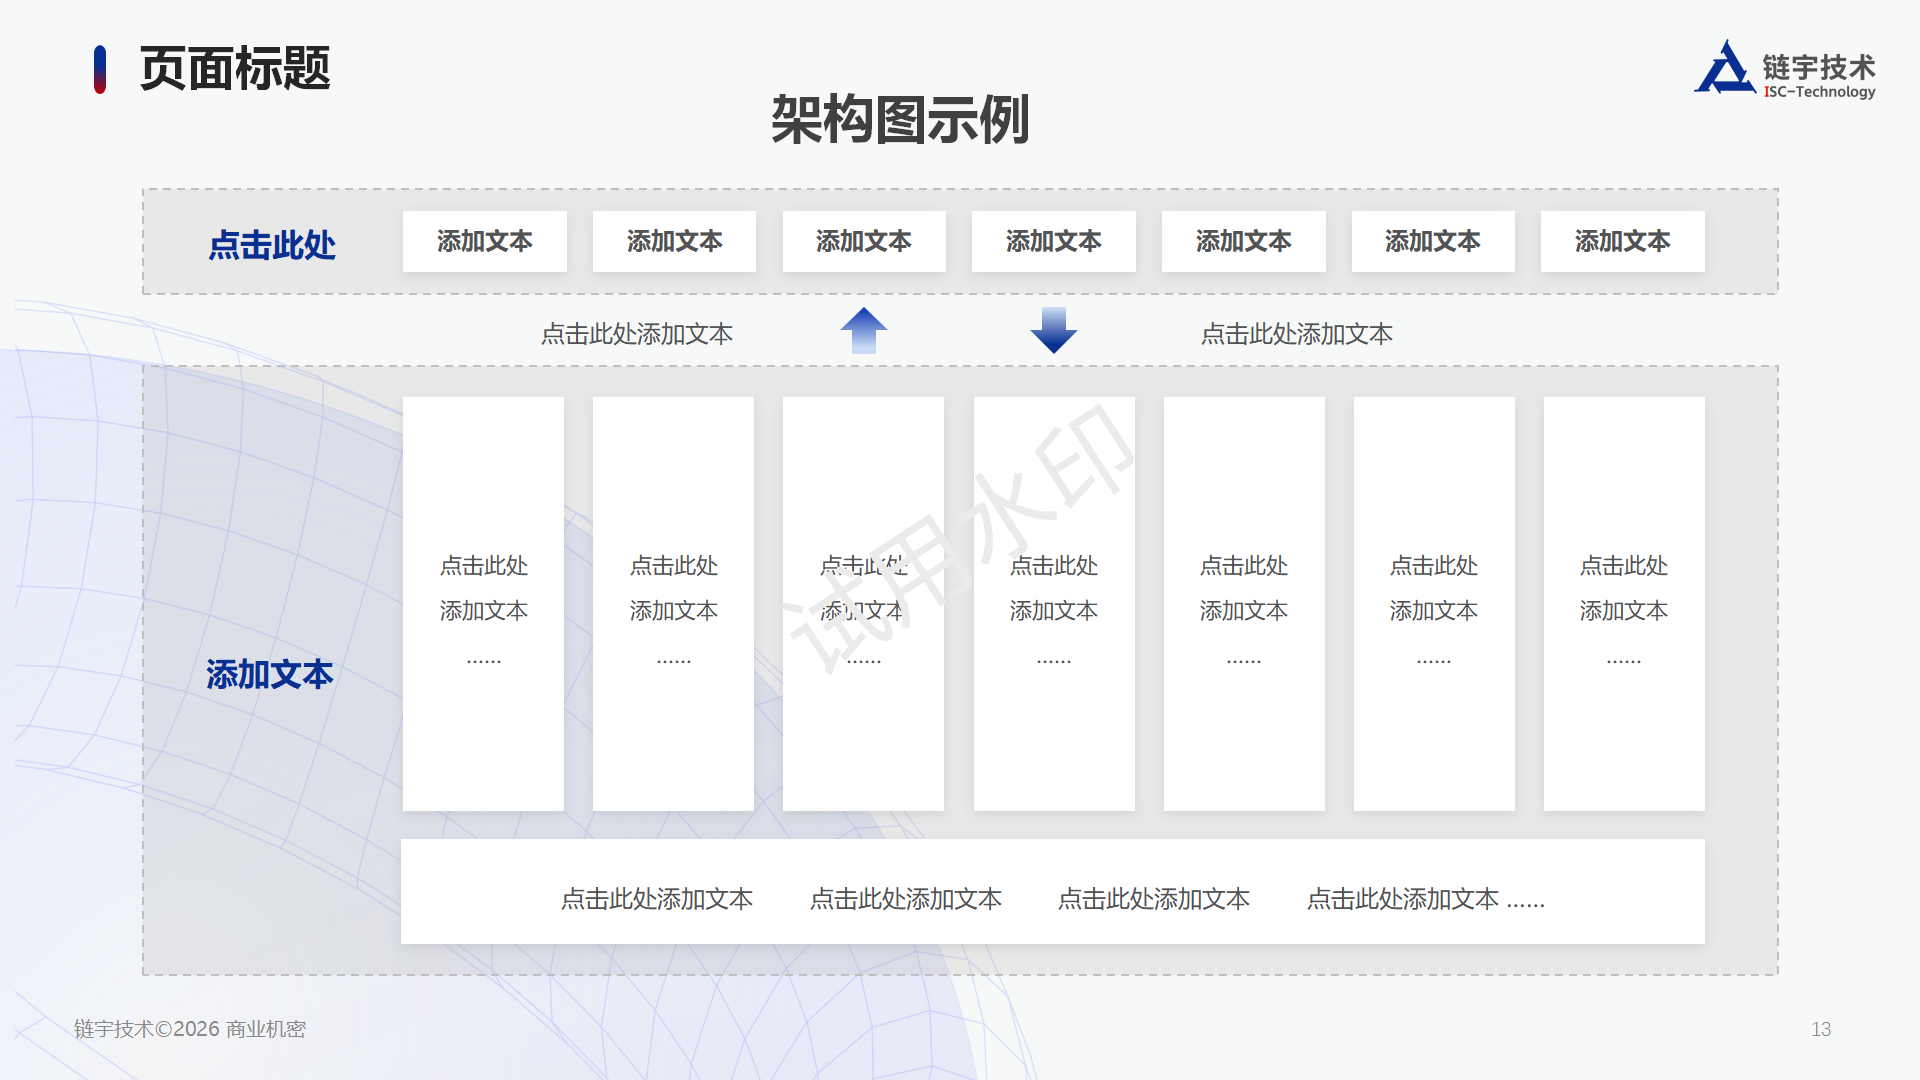 页面标题
链宇技术
ISC-Technology
架构图示例
点击此处
添加文本
添加文本
添加文本
添加文本
添加文本
添加文本
添加文本
点击此处添加文本
点击此处添加文本
添加文本
点击此处
添加文本
......
点击此处
添加文本
......
点击此处
添加文本
......
点击此处
添加文本
......
点击此处
添加文本
......
点击此处
添加文本
......
点击此处
添加文本
......
试用水印
点击此处添加文本
点击此处添加文本
点击此处添加文本
点击此处添加文本 ......
链宇技术©2026 商业机密
13